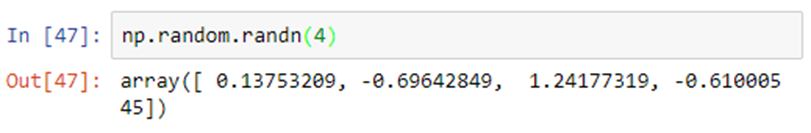 In [47]: np.random.randn(4)
Out[47]: array([ 0.13753209, -0.69642849,  1.24177319, -0.610005
45])